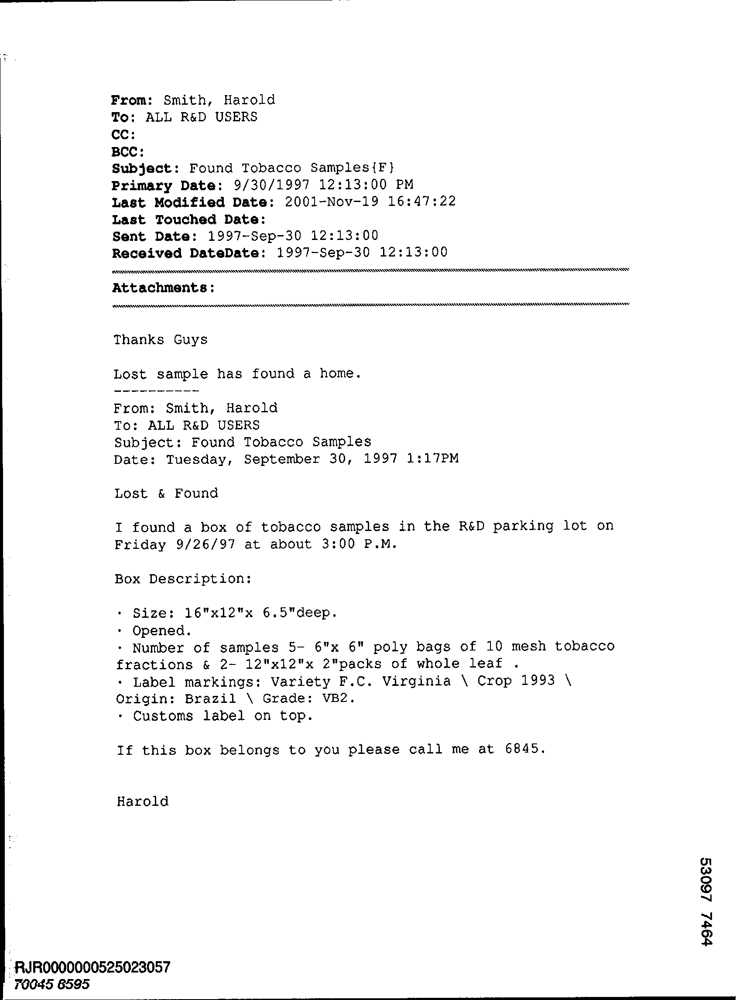 From: Smith, Harold
To: ALL R&D USERS
CC:
BCC:
Subject: Found Tobacco Samples{F}
Primary Date: 9/30/1997 12:13:00 PM
Last Modified Date: 2001-Nov-19 16:47:22
Last Touched Date:
Sent Date: 1997-Sep-30 12:13:00
Received DateDate: 1997-Sep-30 12:13:00
Attachments:
Thanks Guys
Lost sample has found a home.
----------
From: Smith, Harold
To: ALL R&D USERS
Subject: Found Tobacco Samples
Date: Tuesday, September 30, 1997 1:17PM
Lost & Found
I found a box of tobacco samples in the R&D parking lot on
Friday 9/26/97 at about 3:00 P.M.
Box Description:
· Size: 16"x12"x 6.5"deep.
· Opened.
· Number of samples 5- 6"x 6" poly bags of 10 mesh tobacco
fractions & 2- 12"x12"x 2"packs of whole leaf .
· Label markings: Variety F.C. Virginia \ Crop 1993 \
Origin: Brazil \ Grade: VB2.
· Customs label on top.
If this box belongs to you please call me at 6845.
Harold
53097 7464
RJR0000000525023057
70045 6595